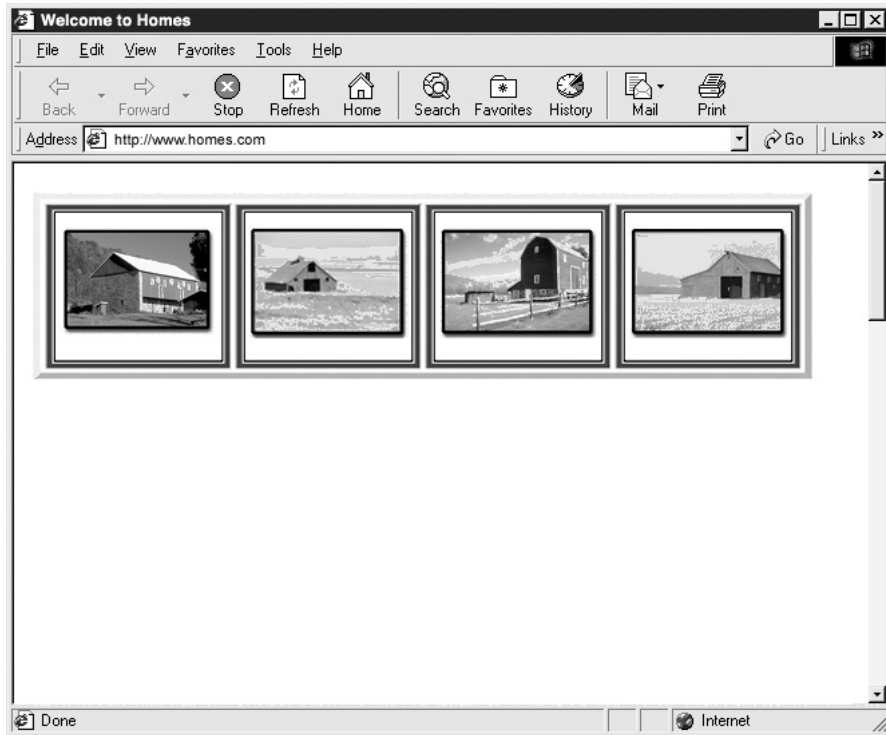 Welcome to Homes
File Edit View Favorites Tools Help
Back Forward Stop Refresh Home Search Favorites History Mail Print
Address http://www.homes.com Go Links »
Done Internet